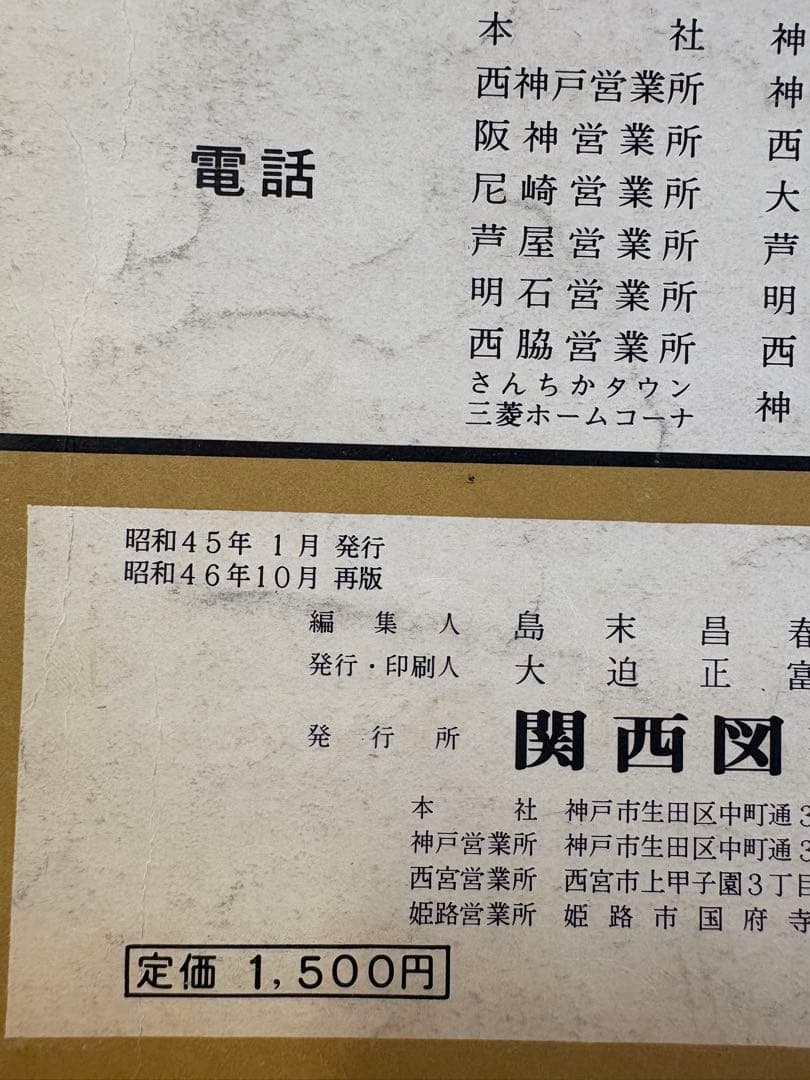 本社 神
西神戸営業所 神
阪神営業所 西
電話
尼崎営業所 大
芦屋営業所 芦
明石営業所 明
西脇営業所 西
さんちかタウン
三菱ホームコーナ 神
昭和45年 1月 発行
昭和46年10月 再版
編集人 島末昌春
発行・印刷人 大迫正富
発行所 関西図
本社 神戸市生田区中町通3
神戸営業所 神戸市生田区中町通3
西宮営業所 西宮市上甲子園3丁目
姫路営業所 姫路市国府寺
定価 1,500円